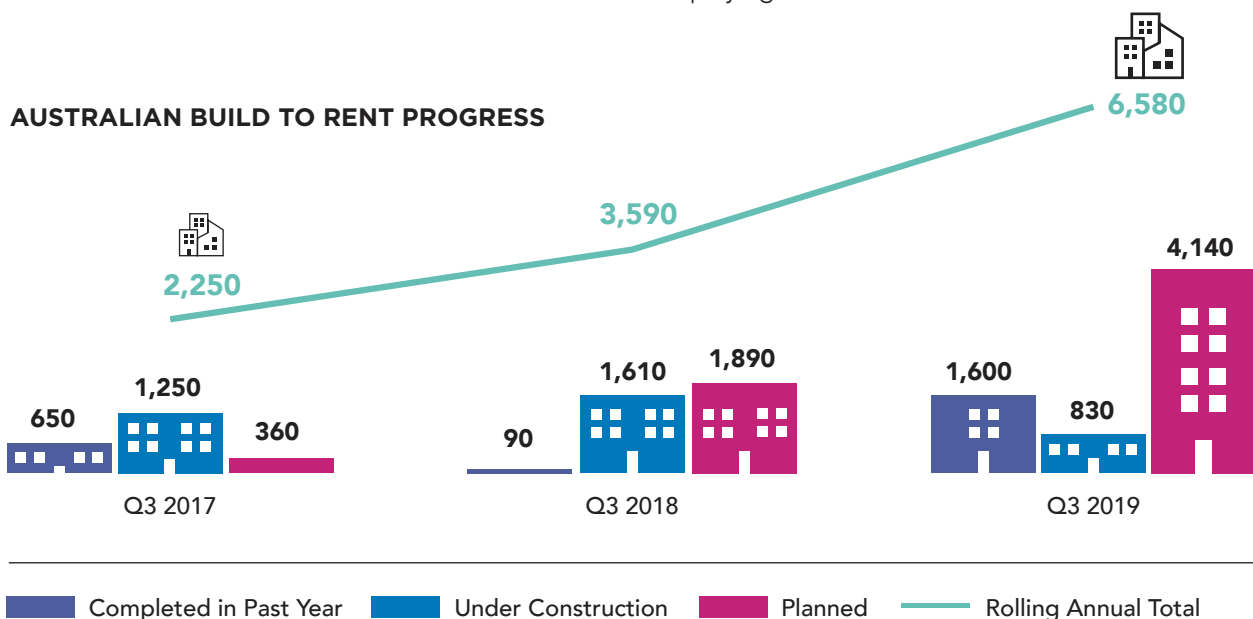 AUSTRALIAN BUILD TO RENT PROGRESS
6,580
3,590
2,250
4,140
1,250
1,610
1,890
1,600
650
360
90
830
Q3 2017
Q3 2018
Q3 2019
Completed in Past Year
Under Construction
Planned
Rolling Annual Total